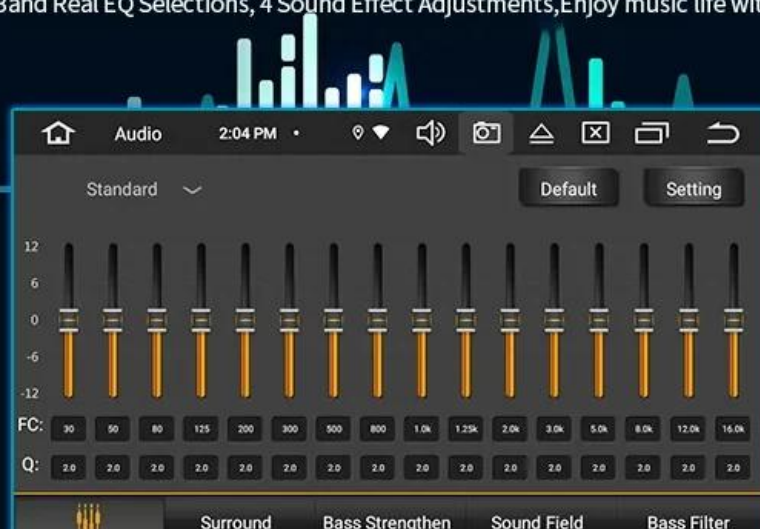 Band Real EQ Selections, 4 Sound Effect Adjustments,Enjoy music life wit
Audio 2:04 PM
Standard Default Setting
12
6
0
-6
-12
FC: 30 50 80 125 200 300 500 800 1.0k 1.25k 2.0k 3.0k 5.0k 8.0k 12.0k 16.0k
Q: 2.0 2.0 2.0 2.0 2.0 2.0 2.0 2.0 2.0 2.0 2.0 2.0 2.0 2.0 2.0 2.0
Surround Bass Strengthen Sound Field Bass Filter